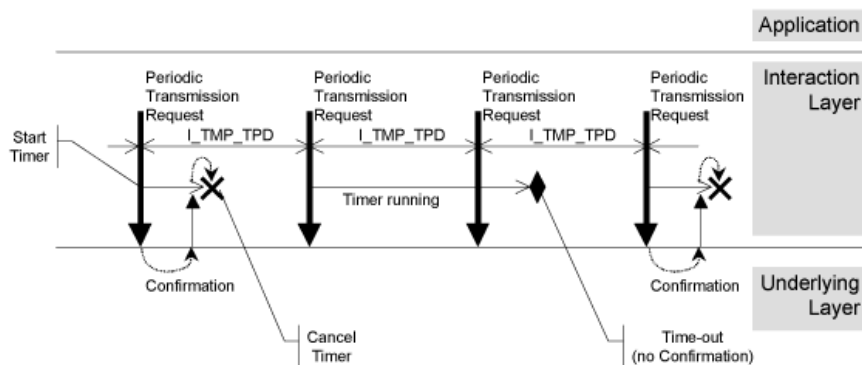 Application
Interaction
Layer
Periodic
Transmission
Request
Periodic
Transmission
Request
Periodic
Transmission
Request
Periodic
Transmission
Request
I_TMP_TPD
I_TMP_TPD
I_TMP_TPD
Start
Timer
Timer running
Confirmation
Confirmation
Underlying
Layer
Cancel
Timer
Time-out
(no Confirmation)